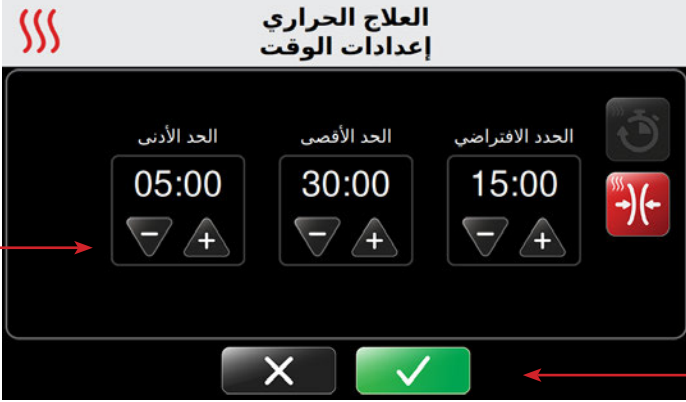 العلاج الحراري
إعدادات الوقت
الحدد الافتراضي
الحد الأقصى
الحد الأدنى
15:00
30:00
05:00